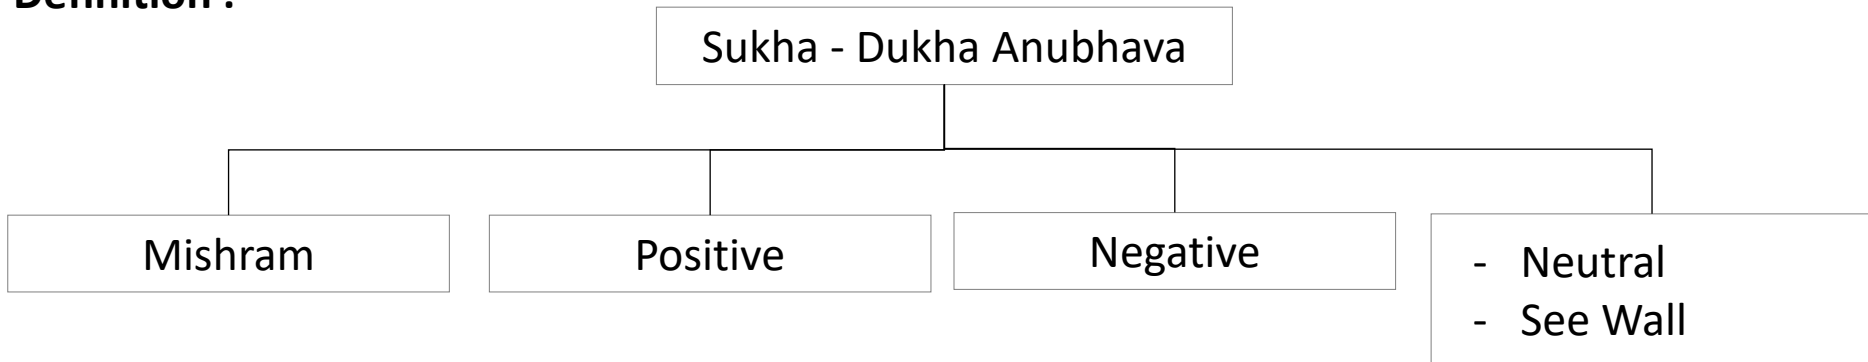 Definition :
Sukha - Dukha Anubhava
Mishram
Positive
Negative
- Neutral
- See Wall